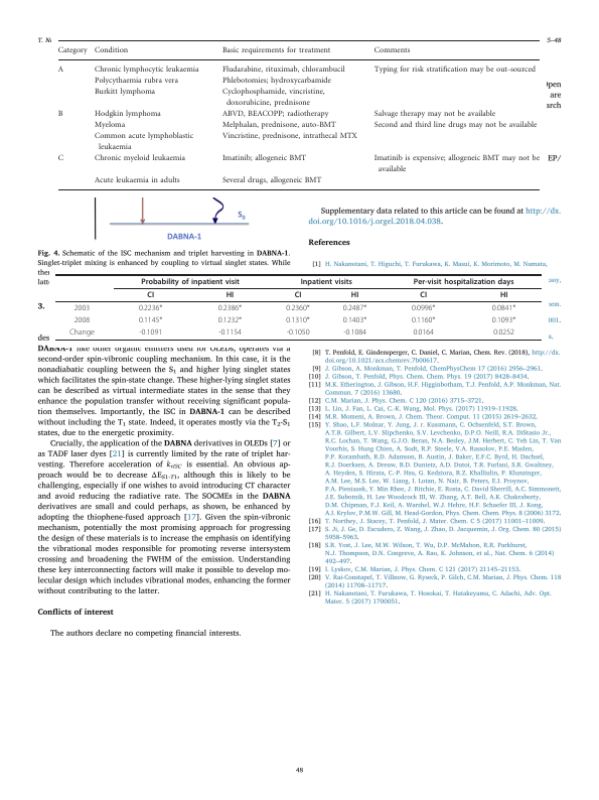 T. No
5–48
Category Condition Basic requirements for treatment Comments
A Chronic lymphocytic leukaemia Fludarabine, rituximab, chlorambucil Typing for risk stratification may be out-sourced
Polycythaemia rubra vera Phlebotomies; hydroxycarbamide
Burkitt lymphoma Cyclophosphamide, vincristine,
doxorubicine, prednisone
B Hodgkin lymphoma ABVD, BEACOPP; radiotherapy Salvage therapy may not be available
Myeloma Melphalan, prednisone, auto-BMT Second and third line drugs may not be available
Common acute lymphoblastic Vincristine, prednisone, intrathecal MTX
leukaemia
C Chronic myeloid leukaemia Imatinib; allogeneic BMT Imatinib is expensive; allogeneic BMT may not be
available
Acute leukaemia in adults Several drugs, allogeneic BMT
are
arch
EP/
S0
DABNA-1
Fig. 4. Schematic of the ISC mechanism and triplet harvesting in DABNA-1.
Singlet-triplet mixing is enhanced by coupling to virtual singlet states. While
the
Supplementary data related to this article can be found at http://dx.
doi.org/10.1016/j.orgel.2018.04.038.
References
[1] H. Nakanotani, T. Higuchi, T. Furukawa, K. Masui, K. Morimoto, M. Numata,
Probability of inpatient visit Inpatient visits Per-visit hospitalization days
CI HI CI HI CI HI
2003 0.2236* 0.2386* 0.2360* 0.2487* 0.0996* 0.0841*
2008 0.1145* 0.1232* 0.1310* 0.1403* 0.1160* 0.1093*
Change -0.1091 -0.1154 -0.1050 -0.1084 0.0164 0.0252
3.
des
DABNA-1 like other organic emitters used for OLEDs, operates via a
second-order spin-vibronic coupling mechanism. In this case, it is the
nonadiabatic coupling between the S1 and higher lying singlet states
which facilitates the spin-state change. These higher-lying singlet states
can be described as virtual intermediate states in the sense that they
enhance the population transfer without receiving significant popula-
tion themselves. Importantly, the ISC in DABNA-1 can be described
without including the T1 state. Indeed, it operates mostly via the T2-S1
states, due to the energetic proximity.
Crucially, the application of the DABNA derivatives in OLEDs [7] or
as TADF laser dyes [21] is currently limited by the rate of triplet har-
vesting. Therefore acceleration of krISC is essential. An obvious ap-
proach would be to decrease ΔES1-T1, although this is likely to be
challenging, especially if one wishes to avoid introducing CT character
and avoid reducing the radiative rate. The SOCMEs in the DABNA
derivatives are small and could perhaps, as shown, be enhanced by
adopting the thiophene-fused approach [17]. Given the spin-vibronic
mechanism, potentially the most promising approach for progressing
the design of these materials is to increase the emphasis on identifying
the vibrational modes responsible for promoting reverse intersystem
crossing and broadening the FWHM of the emission. Understanding
these key interconnecting factors will make it possible to develop mo-
lecular design which includes vibrational modes, enhancing the former
without contributing to the latter.
Conflicts of interest
The authors declare no competing financial interests.
[8] T. Penfold, E. Gindensperger, C. Daniel, C. Marian, Chem. Rev. (2018), http://dx.
doi.org/10.1021/acs.chemrev.7b00617.
[9] J. Gibson, A. Monkman, T. Penfold, ChemPhysChem 17 (2016) 2956–2961.
[10] J. Gibson, T. Penfold, Phys. Chem. Chem. Phys. 19 (2017) 8428–8434.
[11] M.K. Etherington, J. Gibson, H.F. Higginbotham, T.J. Penfold, A.P. Monkman, Nat.
Commun. 7 (2016) 13680.
[12] C.M. Marian, J. Phys. Chem. C 120 (2016) 3715–3721.
[13] L. Lin, J. Fan, L. Cai, C.-K. Wang, Mol. Phys. (2017) 11919–11928.
[14] M.R. Momeni, A. Brown, J. Chem. Theor. Comput. 11 (2015) 2619–2632.
[15] Y. Shao, L.F. Molnar, Y. Jung, J. r. Kussmann, C. Ochsenfeld, S.T. Brown,
A.T.B. Gilbert, L.V. Slipchenko, S.V. Levchenko, D.P.O. Neill, R.A. DiStasio Jr.,
R.C. Lochan, T. Wang, G.J.O. Beran, N.A. Besley, J.M. Herbert, C. Yeh Lin, T. Van
Voorhis, S. Hung Chien, A. Sodt, R.P. Steele, V.A. Rassolov, P.E. Maslen,
P.P. Korambath, R.D. Adamson, B. Austin, J. Baker, E.F.C. Byrd, H. Dachsel,
R.J. Doerksen, A. Dreuw, B.D. Dunietz, A.D. Dutoi, T.R. Furlani, S.R. Gwaltney,
A. Heyden, S. Hirata, C.-P. Hsu, G. Kedziora, R.Z. Khalliulin, P. Klunzinger,
A.M. Lee, M.S. Lee, W. Liang, I. Lotan, N. Nair, B. Peters, E.I. Proynov,
P.A. Pieniazek, Y. Min Rhee, J. Ritchie, E. Rosta, C. David Sherrill, A.C. Simmonett,
J.E. Subotnik, H. Lee Woodcock III, W. Zhang, A.T. Bell, A.K. Chakraborty,
D.M. Chipman, F.J. Keil, A. Warshel, W.J. Hehre, H.F. Schaefer III, J. Kong,
A.I. Krylov, P.M.W. Gill, M. Head-Gordon, Phys. Chem. Chem. Phys. 8 (2006) 3172.
[16] T. Northey, J. Stacey, T. Penfold, J. Mater. Chem. C 5 (2017) 11001–11009.
[17] S. Ji, J. Ge, D. Escudero, Z. Wang, J. Zhao, D. Jacquemin, J. Org. Chem. 80 (2015)
5958–5963.
[18] S.R. Yost, J. Lee, M.W. Wilson, T. Wu, D.P. McMahon, R.R. Parkhurst,
N.J. Thompson, D.N. Congreve, A. Rao, K. Johnson, et al., Nat. Chem. 6 (2014)
492–497.
[19] I. Lyskov, C.M. Marian, J. Phys. Chem. C 121 (2017) 21145–21153.
[20] V. Rai-Constapel, T. Villnow, G. Ryseck, P. Gilch, C.M. Marian, J. Phys. Chem. 118
(2014) 11708–11717.
[21] H. Nakanotani, T. Furukawa, T. Hosokai, T. Hatakeyama, C. Adachi, Adv. Opt.
Mater. 5 (2017) 1700051.
48